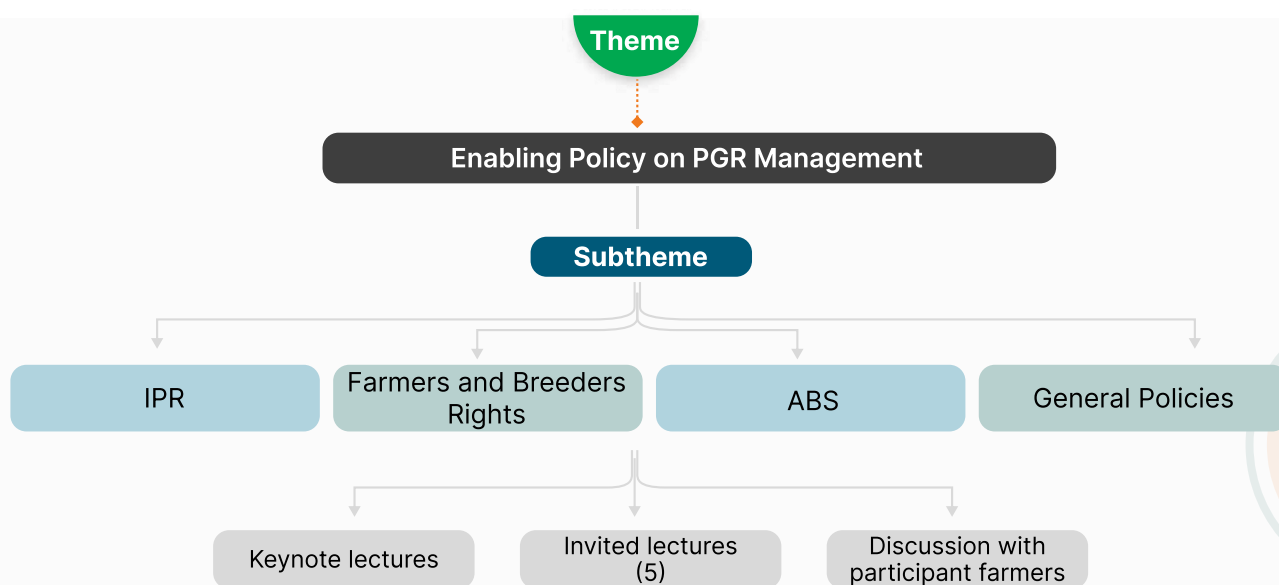 Theme
Enabling Policy on PGR Management
Subtheme
IPR
Farmers and Breeders
Rights
ABS
General Policies
Keynote lectures
Invited lectures
(5)
Discussion with
participant farmers